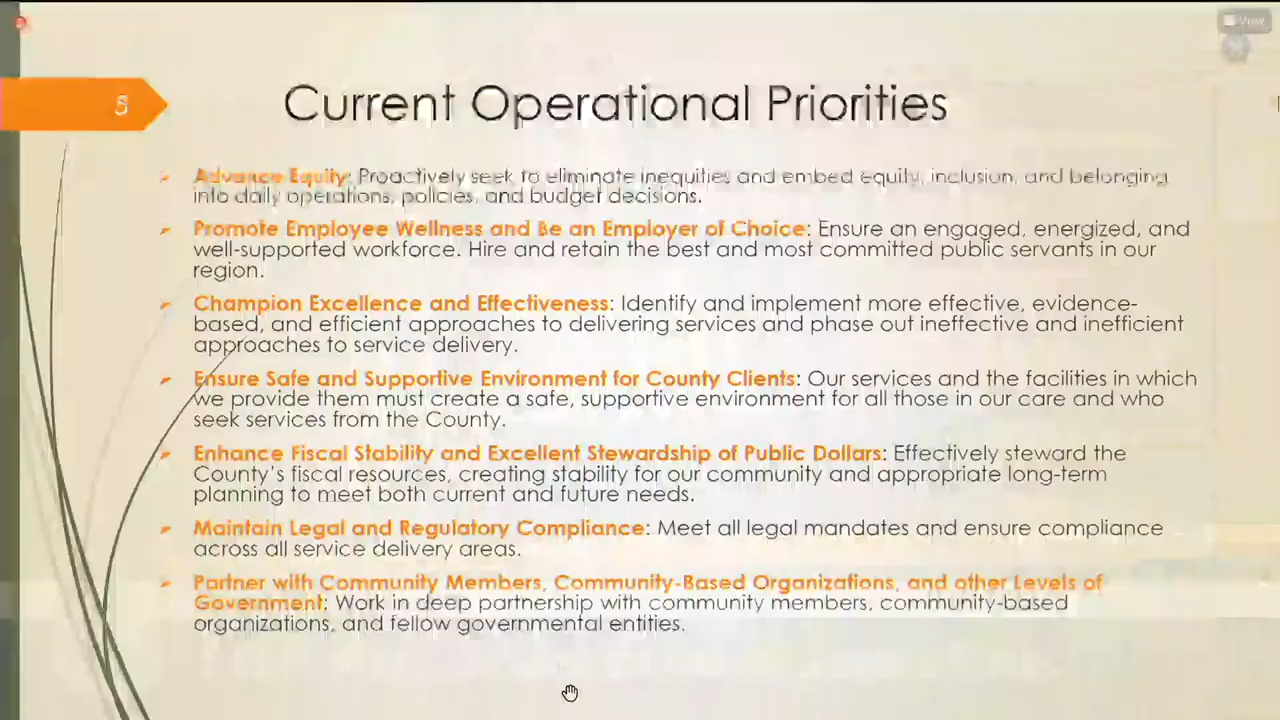 View
5
Current Operational Priorities
Advance Equity: Proactively seek to eliminate inequities and embed equity, inclusion, and belonging
into daily operations, policies, and budget decisions.
Promote Employee Wellness and Be an Employer of Choice: Ensure an engaged, energized, and
well-supported workforce. Hire and retain the best and most committed public servants in our
region.
Champion Excellence and Effectiveness: Identify and implement more effective, evidence-
based, and efficient approaches to delivering services and phase out ineffective and inefficient
approaches to service delivery.
Ensure Safe and Supportive Environment for County Clients: Our services and the facilities in which
we provide them must create a safe, supportive environment for all those in our care and who
seek services from the County.
Enhance Fiscal Stability and Excellent Stewardship of Public Dollars: Effectively steward the
County's fiscal resources, creating stability for our community and appropriate long-term
planning to meet both current and future needs.
Maintain Legal and Regulatory Compliance: Meet all legal mandates and ensure compliance
across all service delivery areas.
Partner with Community Members, Community-Based Organizations, and other Levels of
Government: Work in deep partnership with community members, community-based
organizations, and fellow governmental entities.